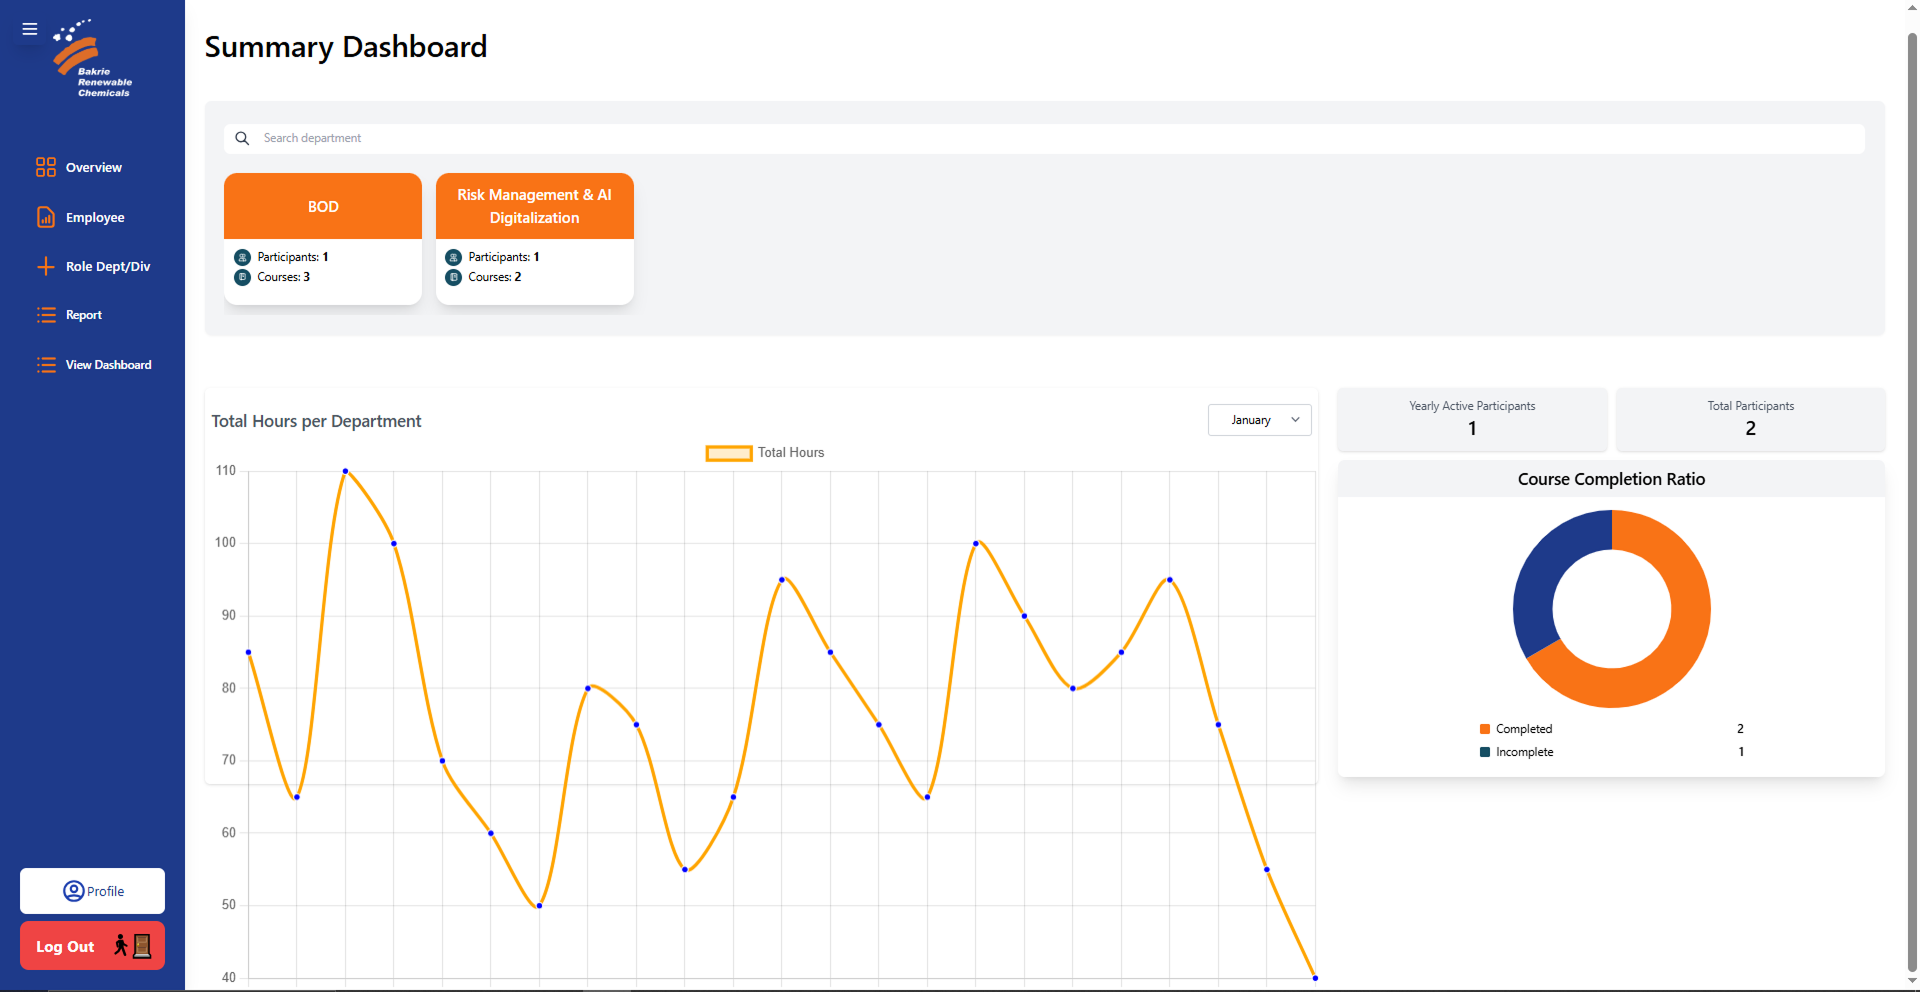 Bakrie
Renewable
Chemicals
Overview
Employee
Role Dept/Div
Report
View Dashboard
Profile
Log Out
Summary Dashboard
Search department
BOD
Participants: 1
Courses: 3
Risk Management & AI
Digitalization
Participants: 1
Courses: 2
Total Hours per Department
January
Total Hours
110
100
90
80
70
60
50
40
Yearly Active Participants
1
Total Participants
2
Course Completion Ratio
Completed 2
Incomplete 1